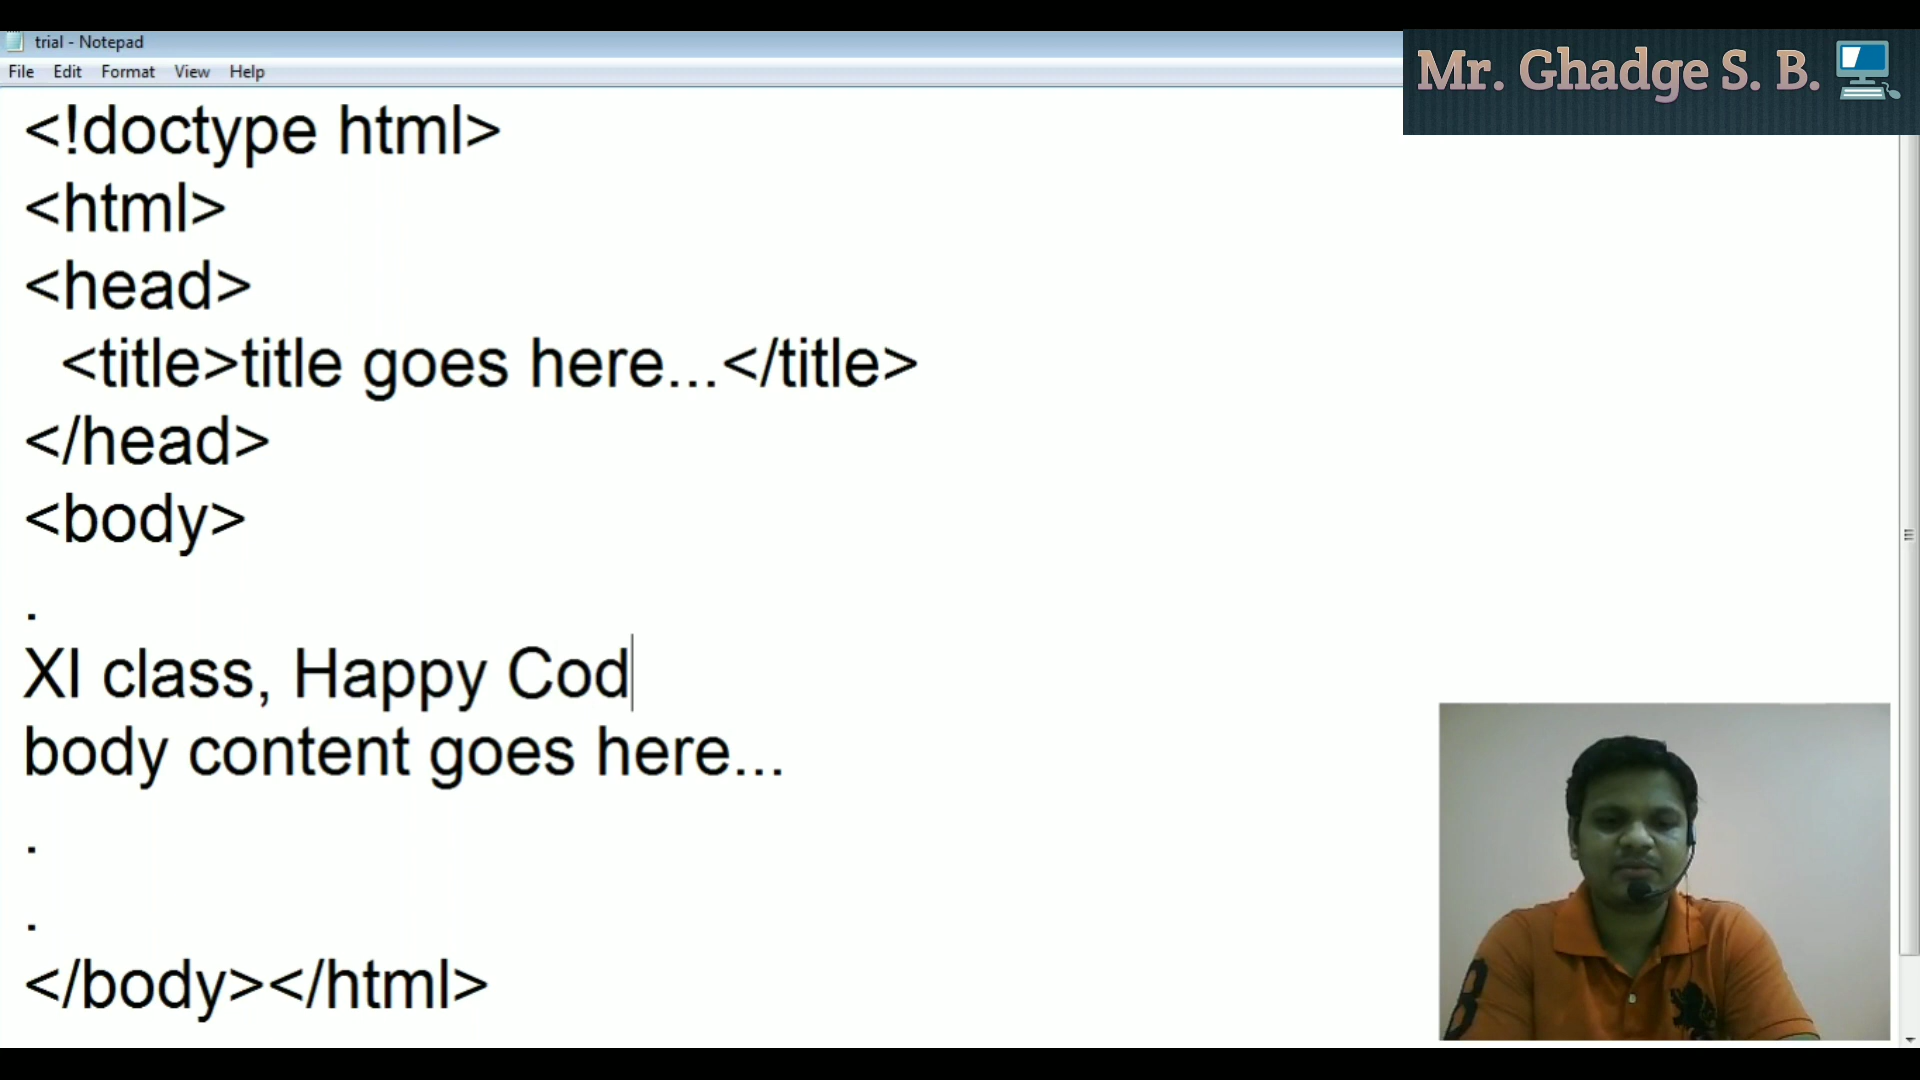 trial - Notepad
File Edit Format View Help
Mr. Ghadge S. B.
<!doctype html>
<html>
<head>
<title>title goes here...</title>
</head>
<body>
.
XI class, Happy Cod
body content goes here...
.
.
</body></html>